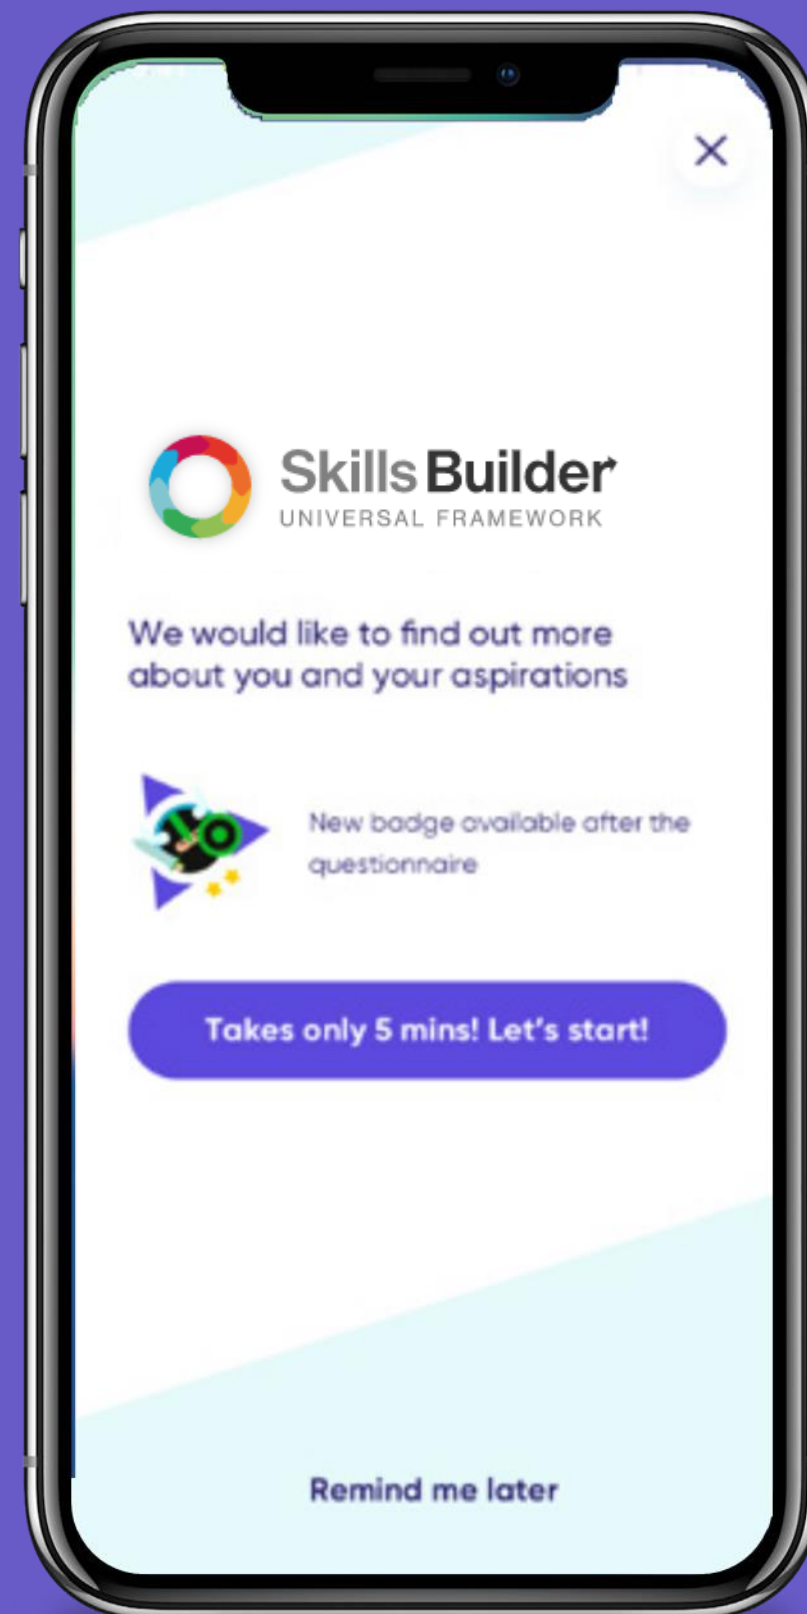 Skills Builder
UNIVERSAL FRAMEWORK
We would like to find out more
about you and your aspirations
New badge available after the
questionnaire
Takes only 5 mins! Let's start!
Remind me later